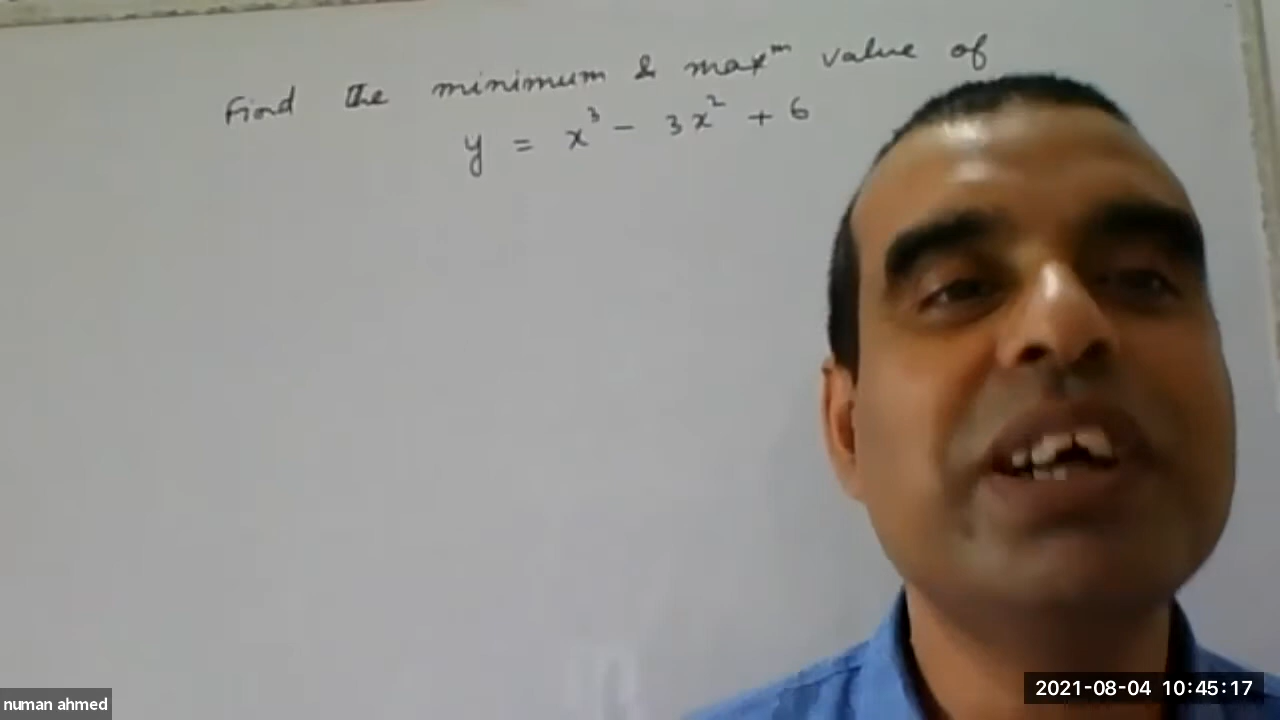 Find the minimum & maxᵐ value of
y = x³ - 3x² + 6
numan ahmed
2021-08-04 10:45:17